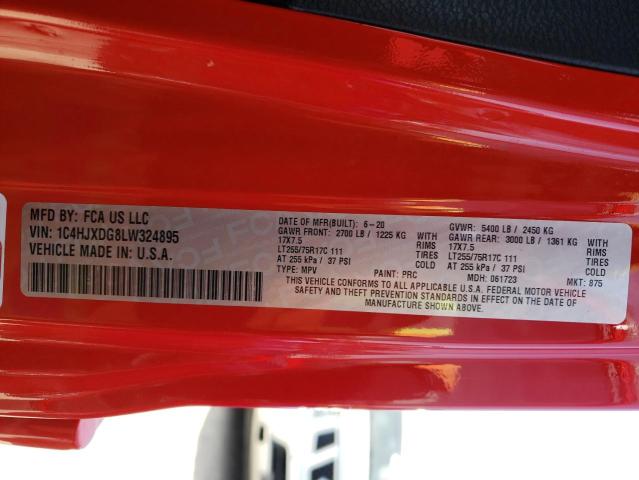 MFD BY: FCA US LLC
VIN: 1C4HJXDG8LW324895
VEHICLE MADE IN U.S.A.
DATE OF MFR(BUILT): 6-20
GAWR FRONT: 2700 LB / 1225 KG WITH
17X7.5 RIMS
LT255/75R17C 111 TIRES
AT 255 kPa / 37 PSI COLD
TYPE: MPV PAINT: PRC
GVWR: 5400 LB / 2450 KG
GAWR REAR: 3000 LB / 1361 KG WITH
17X7.5 RIMS
LT255/75R17C 111 TIRES
AT 255 kPa / 37 PSI COLD
MDH: 061723 MKT: 875
THIS VEHICLE CONFORMS TO ALL APPLICABLE U.S.A. FEDERAL MOTOR VEHICLE
SAFETY AND THEFT PREVENTION STANDARDS IN EFFECT ON THE DATE OF
MANUFACTURE SHOWN ABOVE.